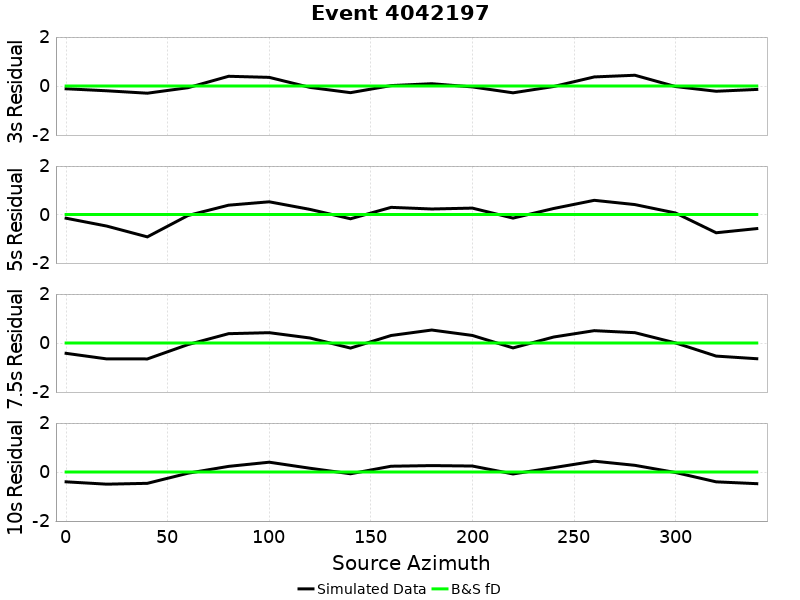 Event 4042197
3s Residual
2
0
-2
5s Residual
2
0
-2
7.5s Residual
2
0
-2
10s Residual
2
0
-2
0 50 100 150 200 250 300
Source Azimuth
Simulated Data B&S fD